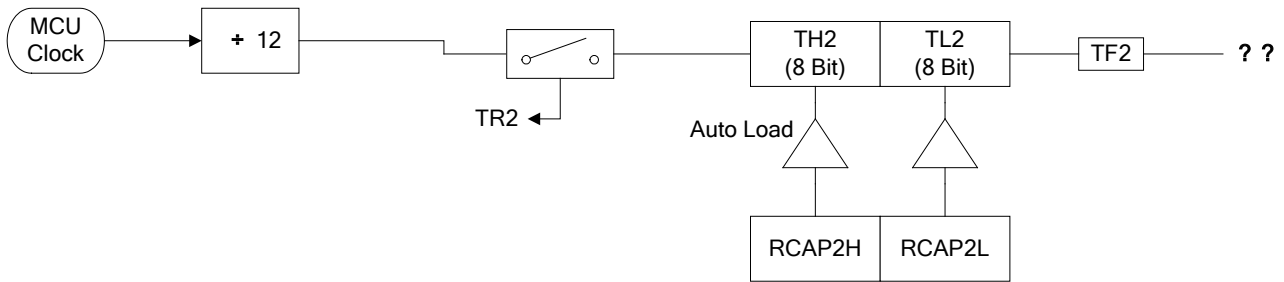 MCU
Clock
÷ 12
TR2
TH2
(8 Bit)
TL2
(8 Bit)
TF2
? ?
Auto Load
RCAP2H
RCAP2L